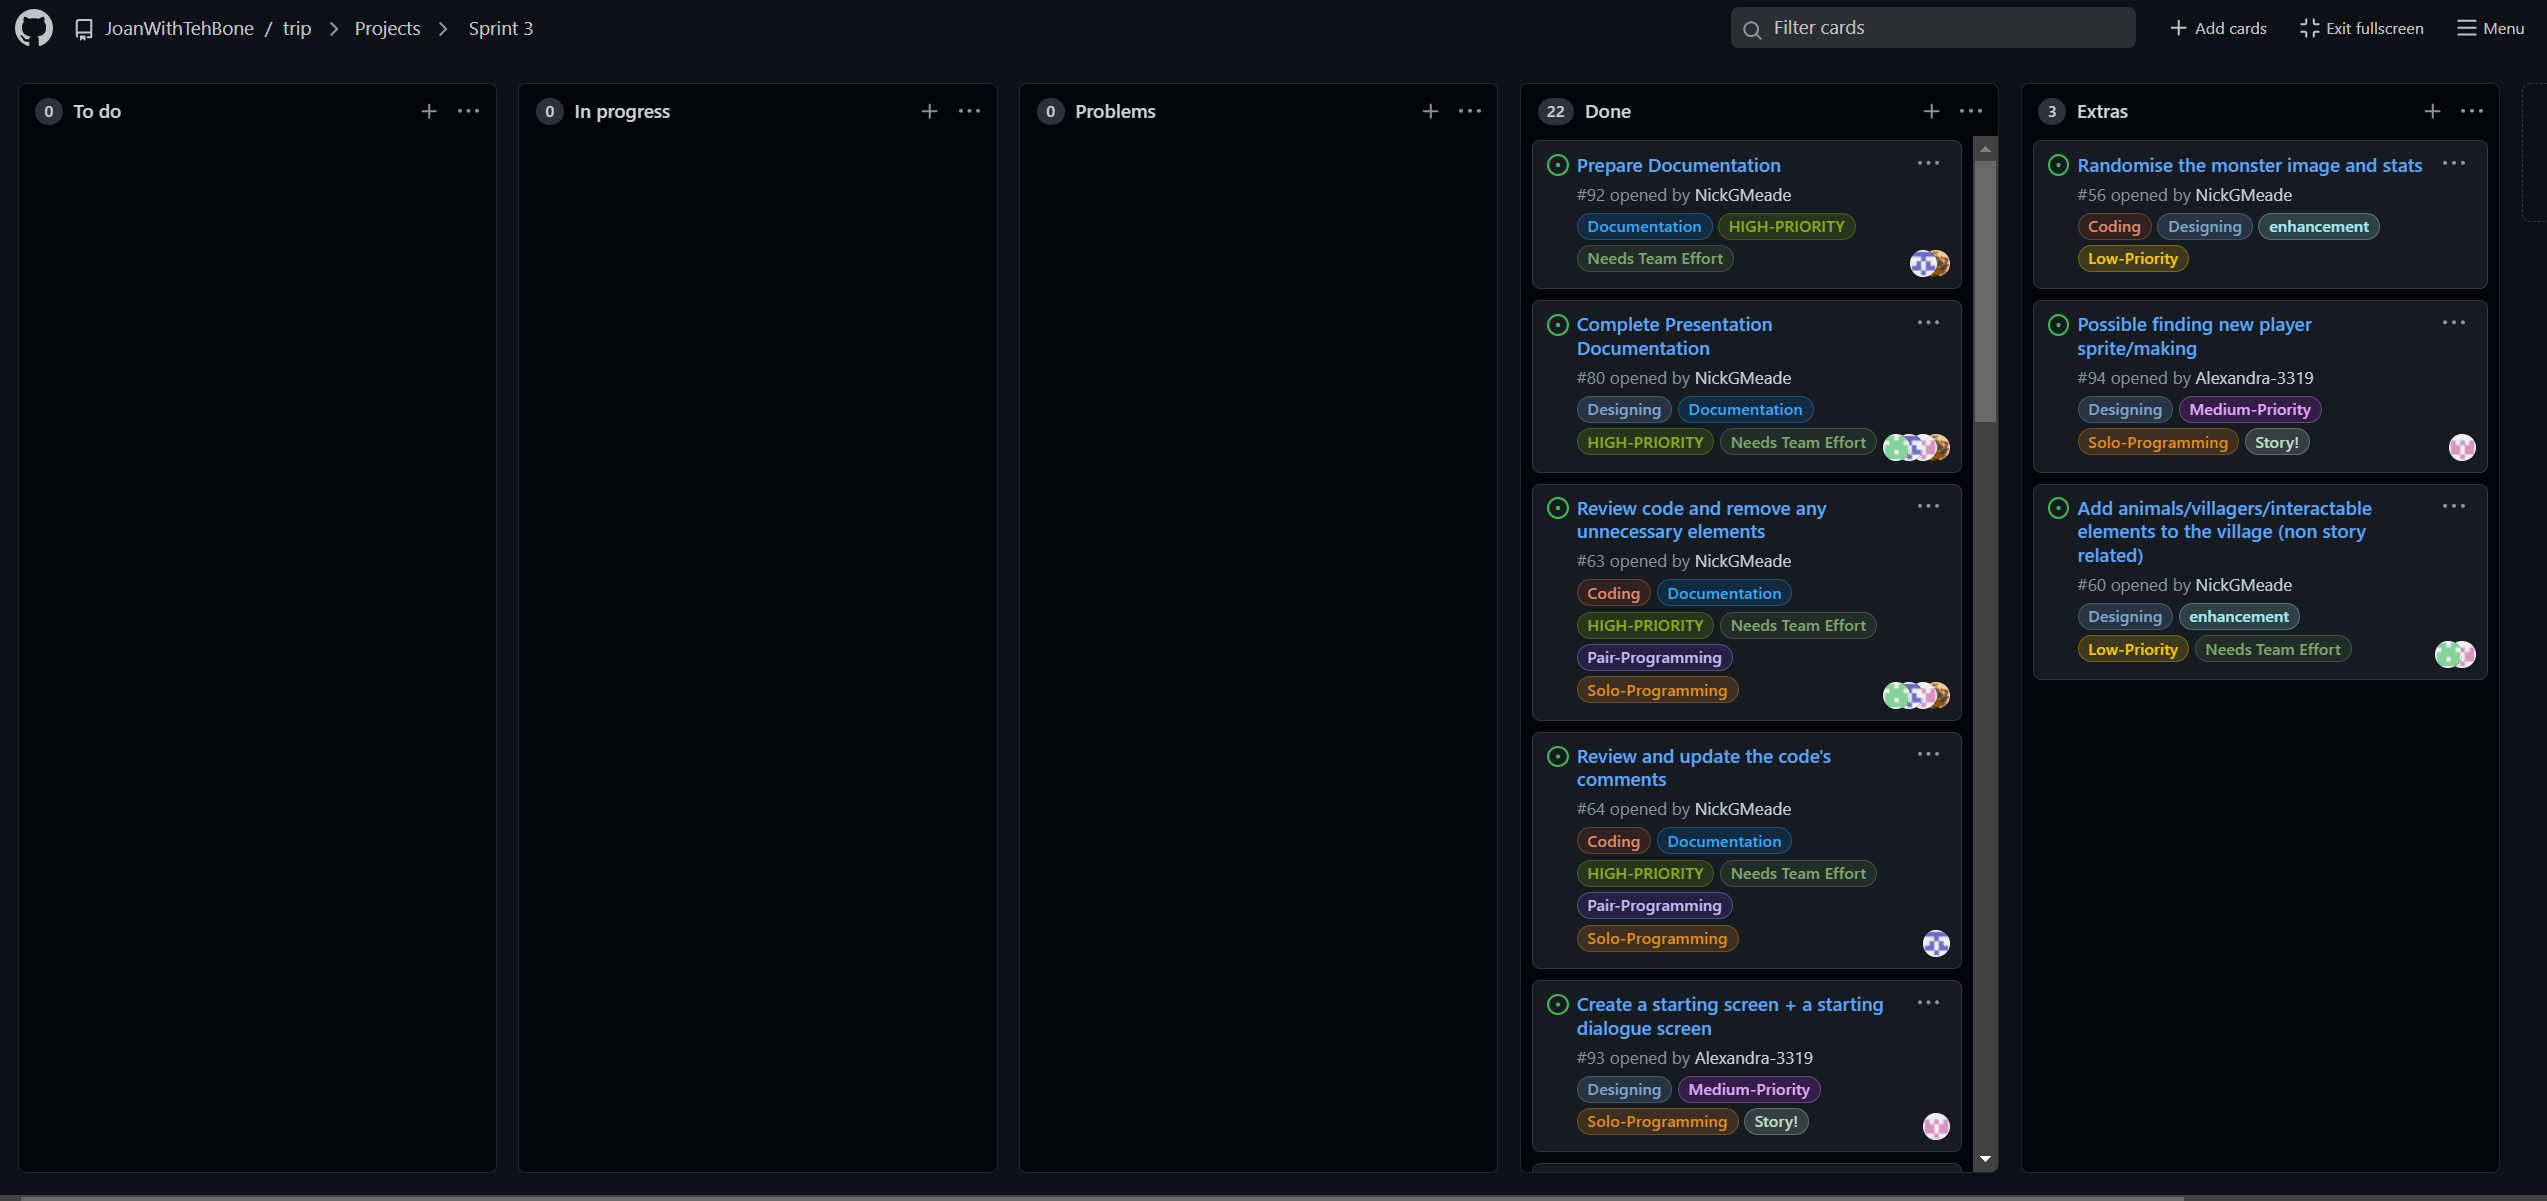 JoanWithTehBone / trip > Projects > Sprint 3
Filter cards
Add cards
Exit fullscreen
Menu
0 To do
0 In progress
0 Problems
22 Done
Prepare Documentation
#92 opened by NickGMeade
Documentation HIGH-PRIORITY
Needs Team Effort
Complete Presentation
Documentation
#80 opened by NickGMeade
Designing Documentation
HIGH-PRIORITY Needs Team Effort
Review code and remove any
unnecessary elements
#63 opened by NickGMeade
Coding Documentation
HIGH-PRIORITY Needs Team Effort
Pair-Programming
Solo-Programming
Review and update the code's
comments
#64 opened by NickGMeade
Coding Documentation
HIGH-PRIORITY Needs Team Effort
Pair-Programming
Solo-Programming
Create a starting screen + a starting
dialogue screen
#93 opened by Alexandra-3319
Designing Medium-Priority
Solo-Programming Story!
3 Extras
Randomise the monster image and stats
#56 opened by NickGMeade
Coding Designing enhancement
Low-Priority
Possible finding new player
sprite/making
#94 opened by Alexandra-3319
Designing Medium-Priority
Solo-Programming Story!
Add animals/villagers/interactable
elements to the village (non story
related)
#60 opened by NickGMeade
Designing enhancement
Low-Priority Needs Team Effort